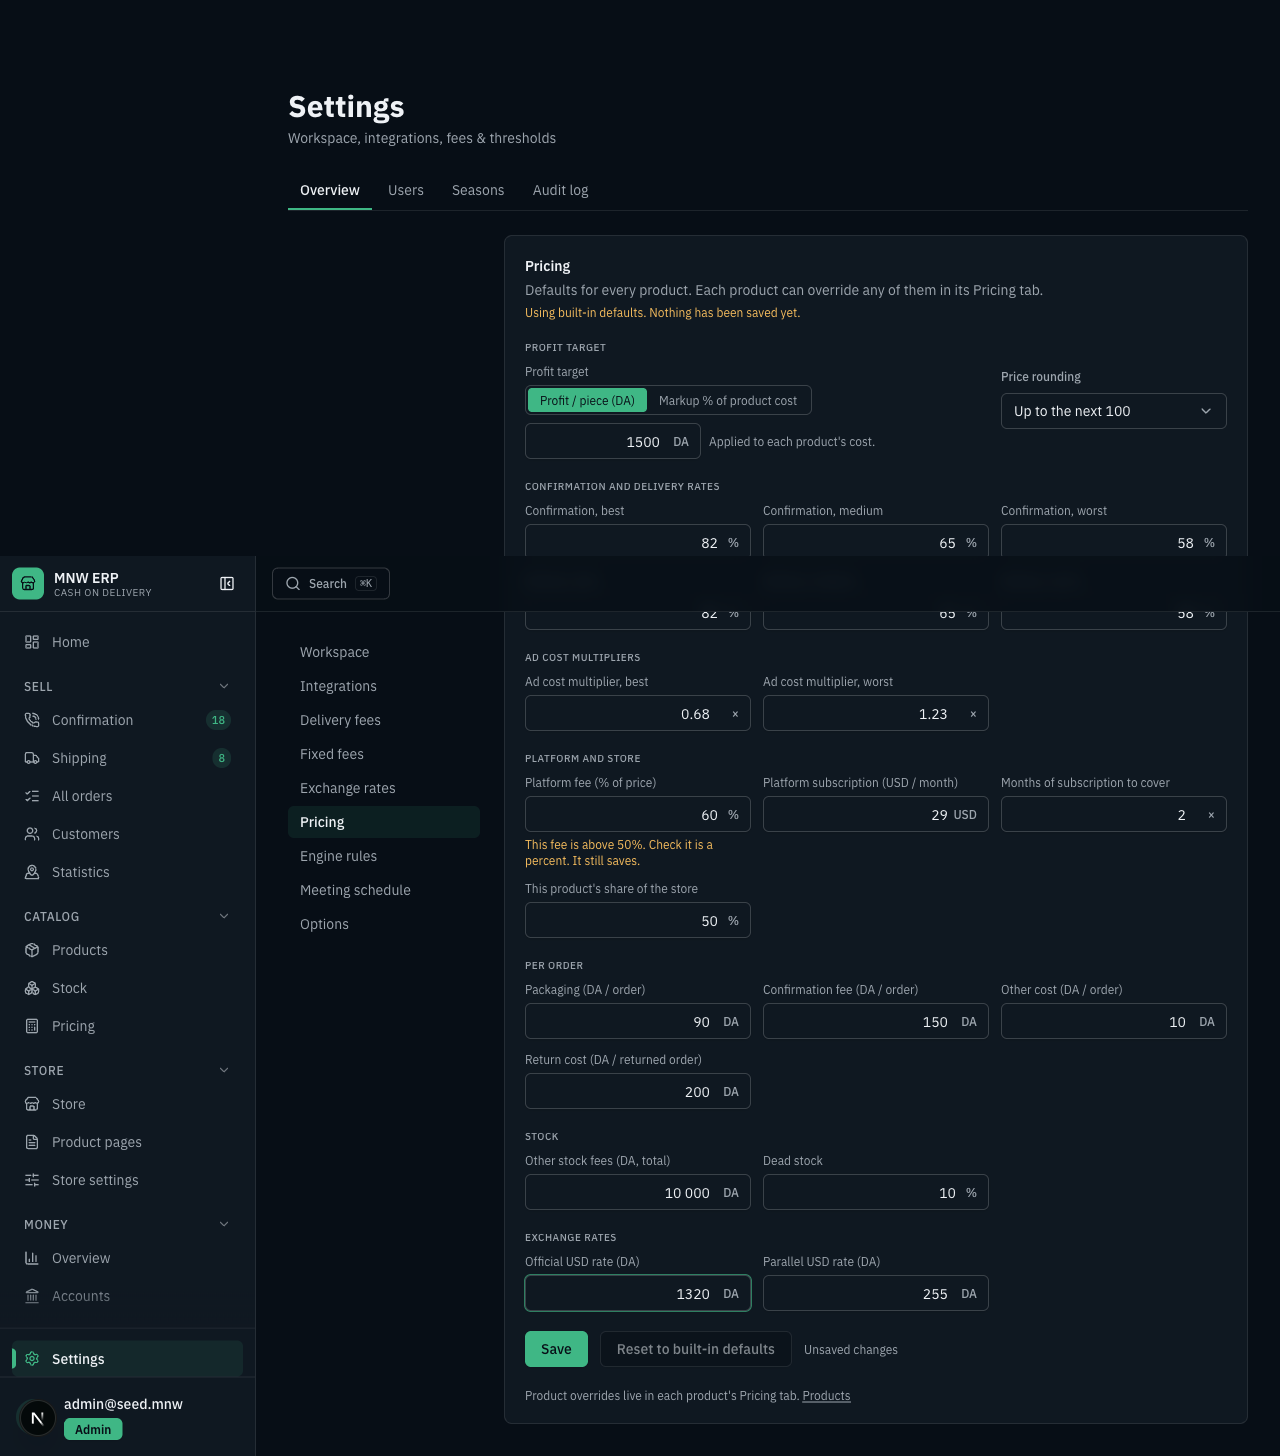 Settings
Workspace, integrations, fees & thresholds
Overview
Users
Seasons
Audit log
Pricing
Defaults for every product. Each product can override any of them in its Pricing tab.
Using built-in defaults. Nothing has been saved yet.
PROFIT TARGET
Profit target
Price rounding
Profit / piece (DA)
Markup % of product cost
Up to the next 100
1500 DA
Applied to each product's cost.
CONFIRMATION AND DELIVERY RATES
Confirmation, best
Confirmation, medium
Confirmation, worst
82 %
65 %
58 %
MNW ERP
CASH ON DELIVERY
Search ⌘K
82 %
65 %
58 %
Home
SELL
Confirmation 18
Shipping 8
All orders
Customers
Statistics
CATALOG
Products
Stock
Pricing
STORE
Store
Product pages
Store settings
MONEY
Overview
Accounts
Settings
admin@seed.mnw
N
Admin
Workspace
Integrations
Delivery fees
Fixed fees
Exchange rates
Pricing
Engine rules
Meeting schedule
Options
AD COST MULTIPLIERS
Ad cost multiplier, best
Ad cost multiplier, worst
0.68 ×
1.23 ×
PLATFORM AND STORE
Platform fee (% of price)
Platform subscription (USD / month)
Months of subscription to cover
60 %
29 USD
2 ×
This fee is above 50%. Check it is a
percent. It still saves.
This product's share of the store
50 %
PER ORDER
Packaging (DA / order)
Confirmation fee (DA / order)
Other cost (DA / order)
90 DA
150 DA
10 DA
Return cost (DA / returned order)
200 DA
STOCK
Other stock fees (DA, total)
Dead stock
10 000 DA
10 %
EXCHANGE RATES
Official USD rate (DA)
Parallel USD rate (DA)
1320 DA
255 DA
Save
Reset to built-in defaults
Unsaved changes
Product overrides live in each product's Pricing tab. Products